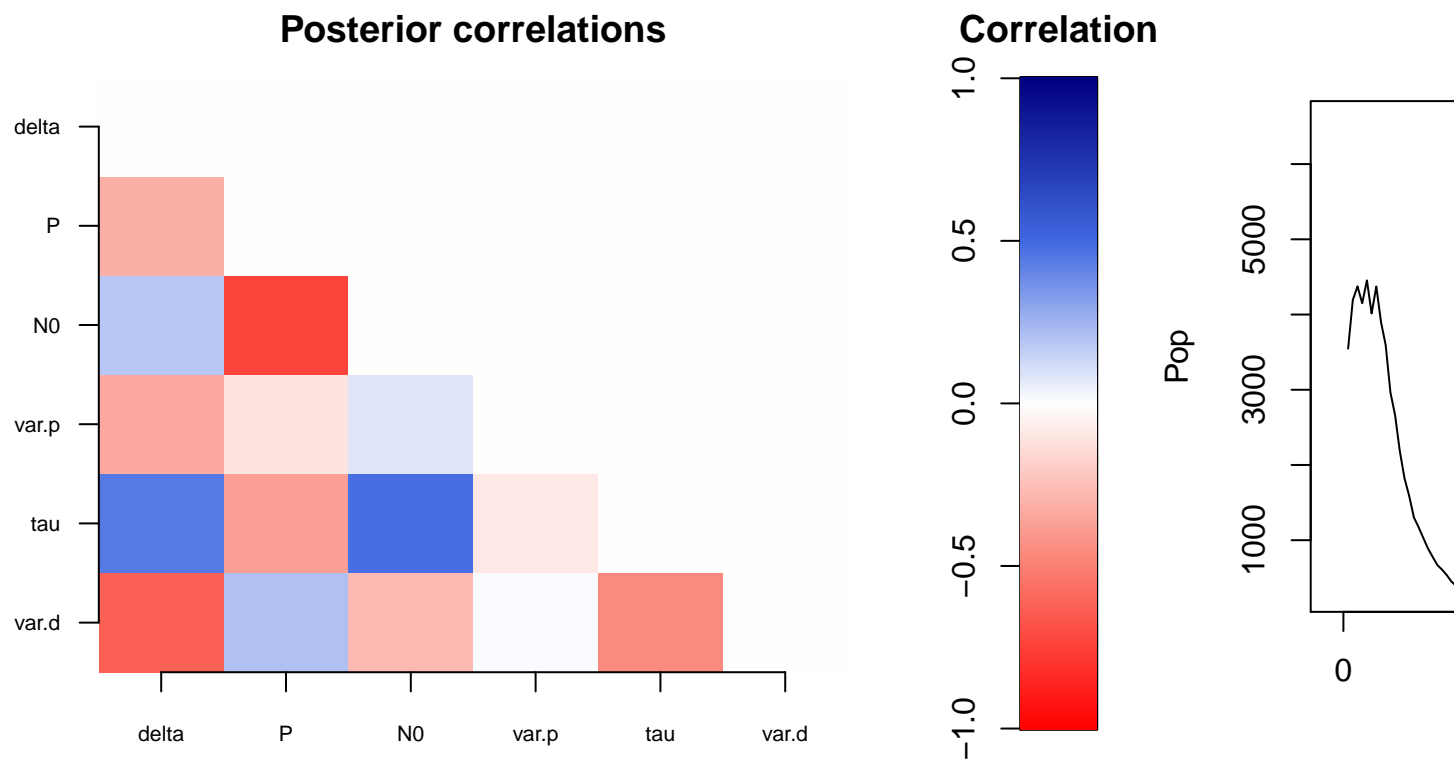 Posterior correlations
delta
P
N0
var.p
tau
var.d
delta P N0 var.p tau var.d
Correlation
1.0
0.5
0.0
−0.5
−1.0
Pop
5000
3000
1000
0